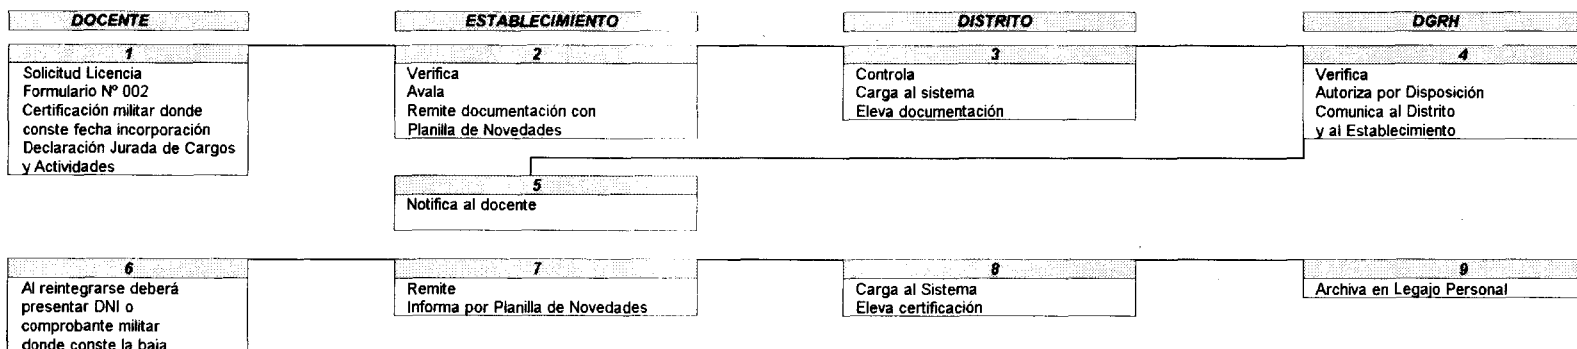 DOCENTE
ESTABLECIMIENTO
DISTRITO
DGRH
1
Solicitud Licencia
Formulario Nº 002
Certificación militar donde
conste fecha incorporación
Declaración Jurada de Cargos
y Actividades
2
Verifica
Avala
Remite documentación con
Planilla de Novedades
3
Controla
Carga al sistema
Eleva documentación
4
Verifica
Autoriza por Disposición
Comunica al Distrito
y al Establecimiento
5
Notifica al docente
6
Al reintegrarse deberá
presentar DNI o
comprobante militar
donde conste la baja
7
Remite
Informa por Planilla de Novedades
8
Carga al Sistema
Eleva certificación
9
Archiva en Legajo Personal